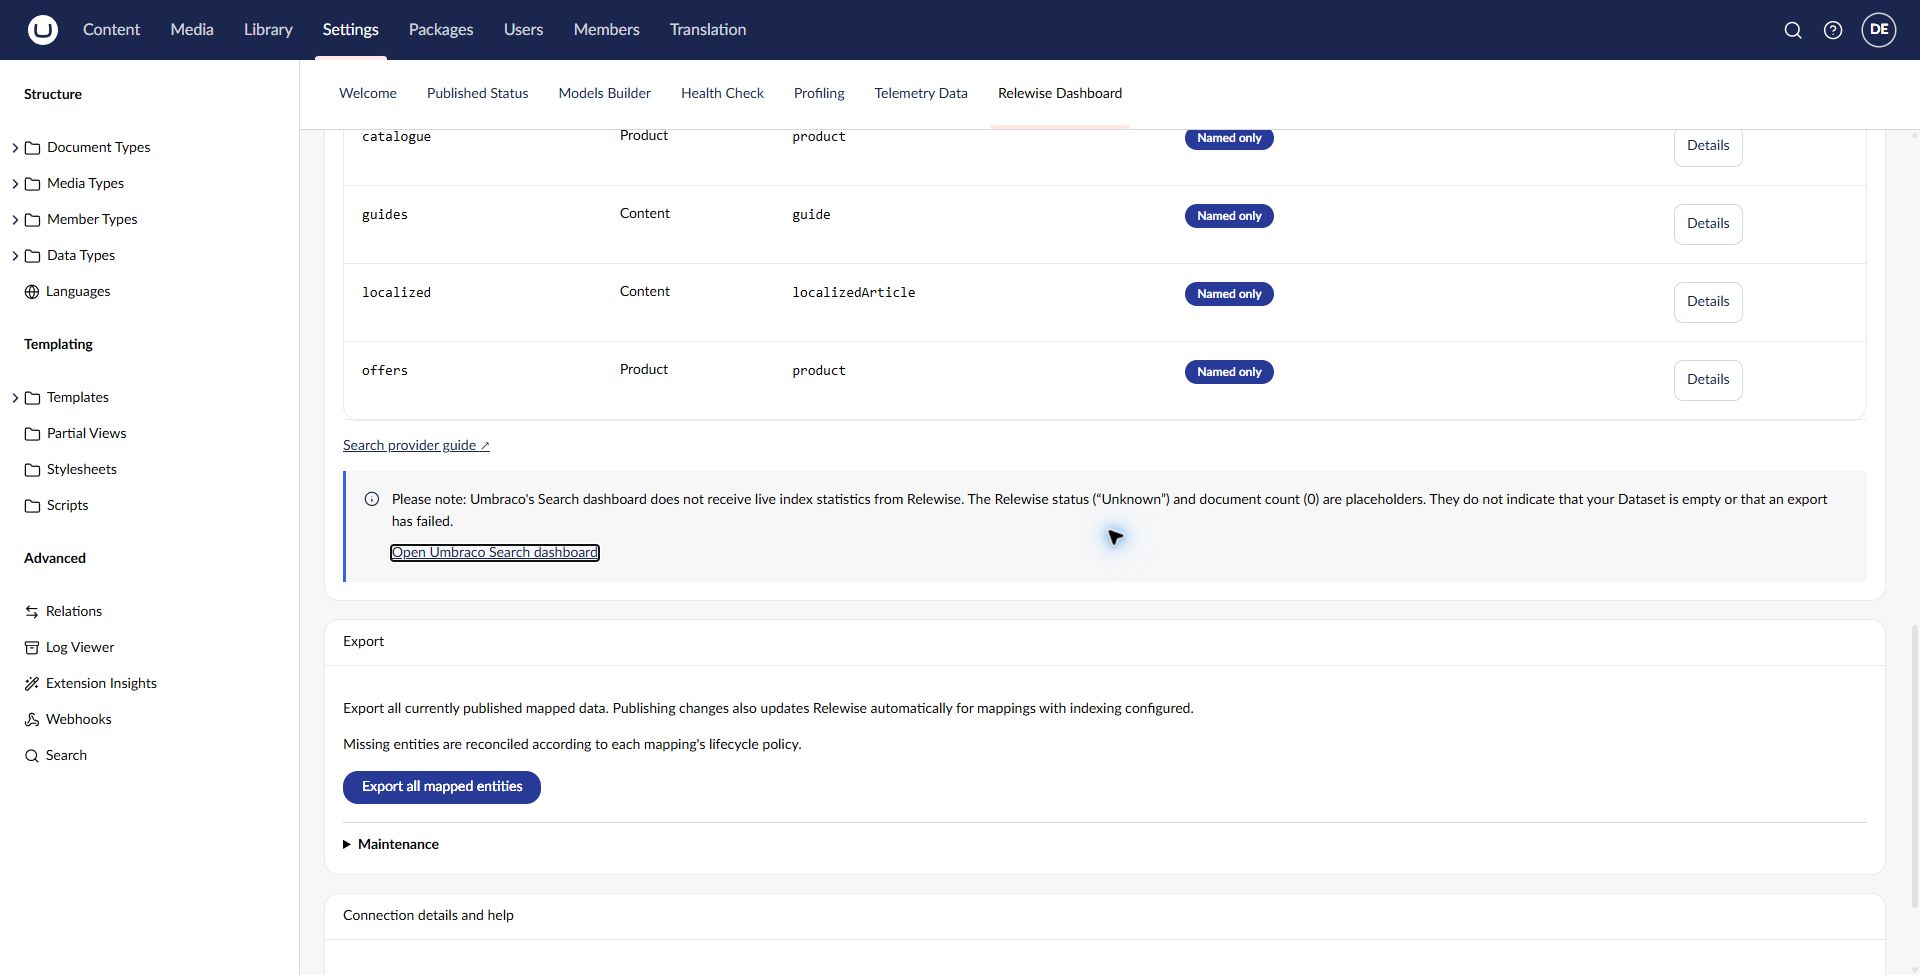 Content
Media
Library
Settings
Packages
Users
Members
Translation
DE
Structure
Document Types
Media Types
Member Types
Data Types
Languages
Templating
Templates
Partial Views
Stylesheets
Scripts
Advanced
Relations
Log Viewer
Extension Insights
Webhooks
Search
Welcome
Published Status
Models Builder
Health Check
Profiling
Telemetry Data
Relewise Dashboard
catalogue Product product Named only Details
guides Content guide Named only Details
localized Content localizedArticle Named only Details
offers Product product Named only Details
Search provider guide ↗
Please note: Umbraco's Search dashboard does not receive live index statistics from Relewise. The Relewise status (“Unknown”) and document count (0) are placeholders. They do not indicate that your Dataset is empty or that an export
has failed.
Open Umbraco Search dashboard
Export
Export all currently published mapped data. Publishing changes also updates Relewise automatically for mappings with indexing configured.
Missing entities are reconciled according to each mapping's lifecycle policy.
Export all mapped entities
Maintenance
Connection details and help